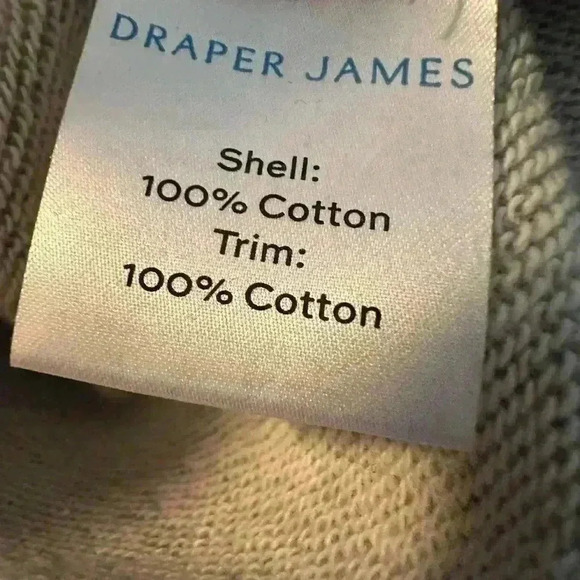 DRAPER JAMES
Shell:
100% Cotton
Trim:
100% Cotton